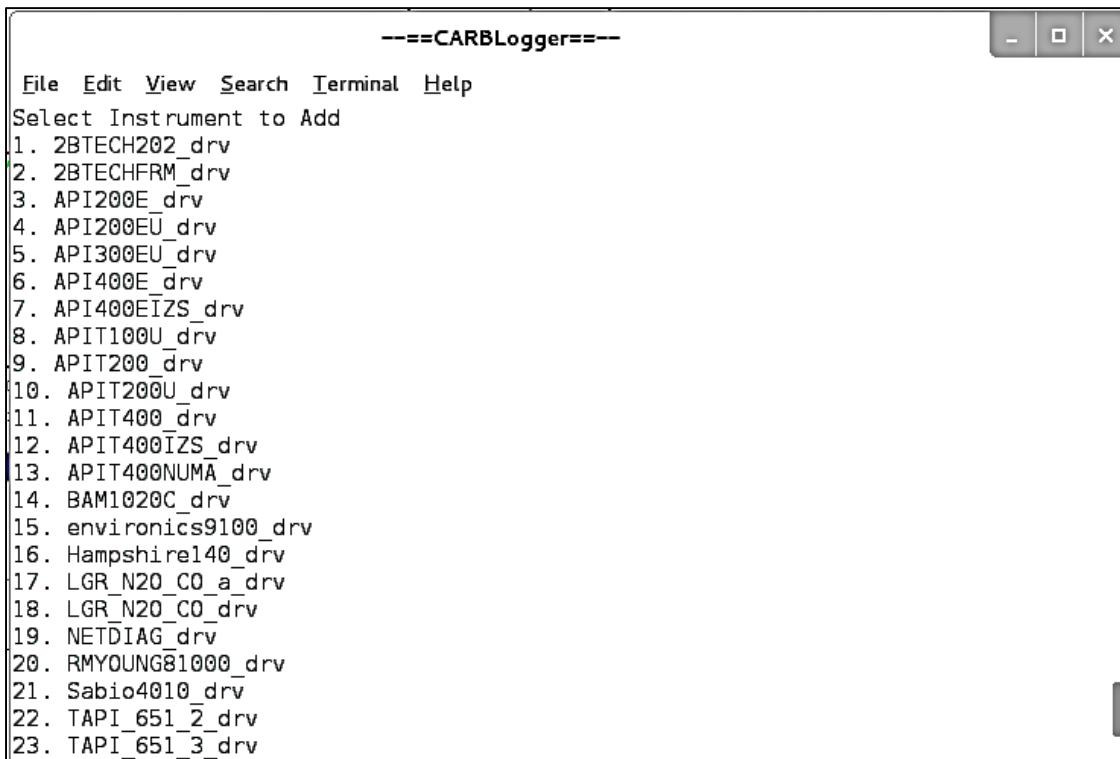 --==CARBLogger==--
File Edit View Search Terminal Help
Select Instrument to Add
1. 2BTECH202_drv
2. 2BTECHFRM_drv
3. API200E_drv
4. API200EU_drv
5. API300EU_drv
6. API400E_drv
7. API400EIZS_drv
8. APIT100U_drv
9. APIT200_drv
10. APIT200U_drv
11. APIT400_drv
12. APIT400IZS_drv
13. APIT400NUMA_drv
14. BAM1020C_drv
15. environics9100_drv
16. Hampshire140_drv
17. LGR_N2O_CO_a_drv
18. LGR_N2O_CO_drv
19. NETDIAG_drv
20. RMYOUNG81000_drv
21. Sabio4010_drv
22. TAPI_651_2_drv
23. TAPI_651_3_drv